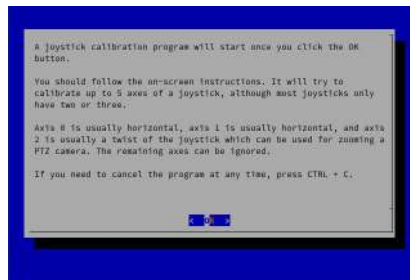 A joystick calibration program will start once you click the OK
button.
You should follow the on-screen instructions. It will try to
calibrate up to 5 axes of a joystick, although most joysticks only
have two or three.
Axis 0 is usually horizontal, axis 1 is usually horizontal, and axis
2 is usually a twist of the joystick which can be used for zooming a
PTZ camera. The remaining axes can be ignored.
If you need to cancel the program at any time, press CTRL + C.
< OK >